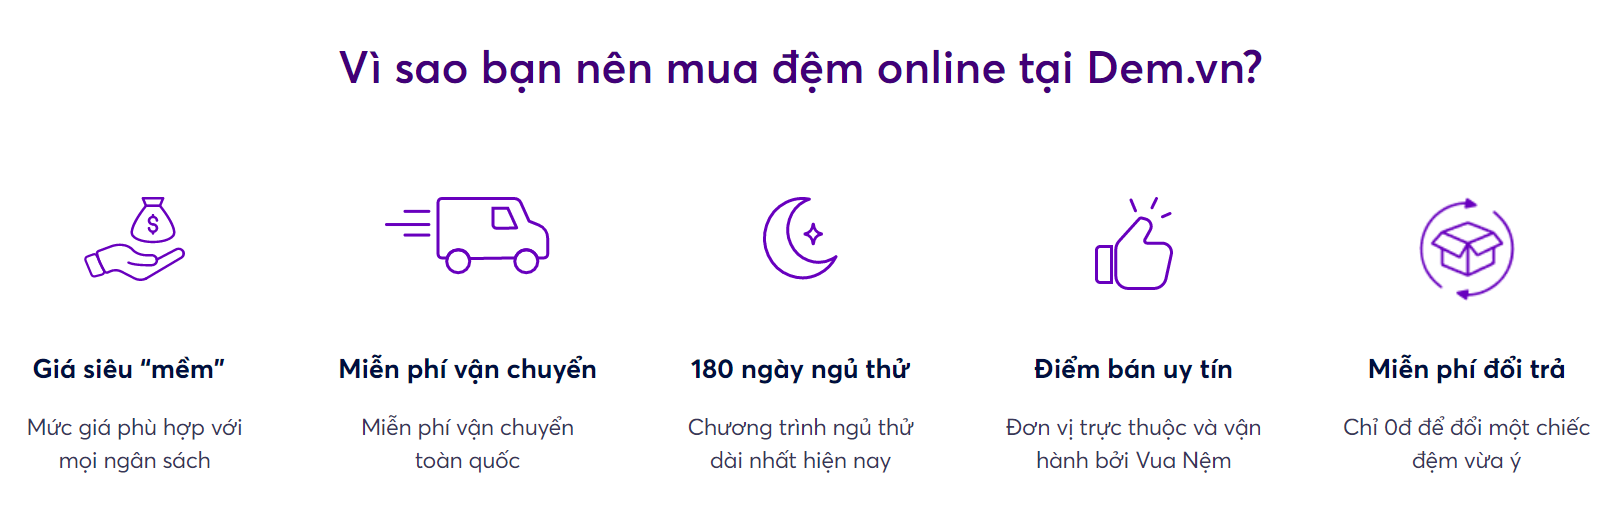 Vì sao bạn nên mua đệm online tại Dem.vn?
$
Giá siêu “mềm”
Mức giá phù hợp với
mọi ngân sách
Miễn phí vận chuyển
Miễn phí vận chuyển
toàn quốc
180 ngày ngủ thử
Chương trình ngủ thử
dài nhất hiện nay
Điểm bán uy tín
Đơn vị trực thuộc và vận
hành bởi Vua Nệm
Miễn phí đổi trả
Chỉ 0đ để đổi một chiếc
đệm vừa ý